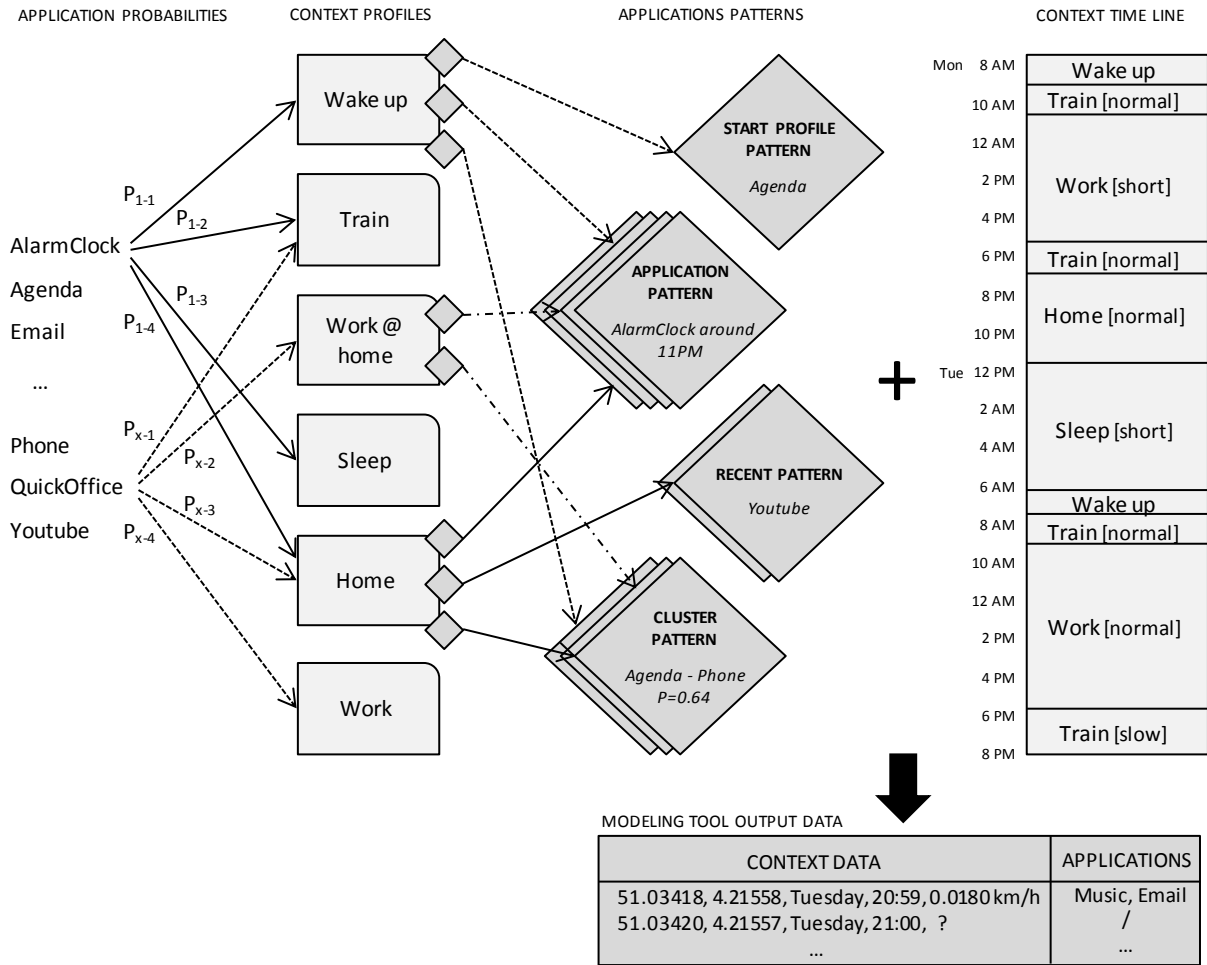 APPLICATION PROBABILITIES
CONTEXT PROFILES
APPLICATIONS PATTERNS
CONTEXT TIME LINE
AlarmClock
Agenda
Email
...
Phone
QuickOffice
Youtube
P1-1
P1-2
P1-3
P1-4
Px-1
Px-2
Px-3
Px-4
Wake up
Train
Work @
home
Sleep
Home
Work
START PROFILE
PATTERN
Agenda
APPLICATION
PATTERN
AlarmClock around
11PM
RECENT PATTERN
Youtube
CLUSTER
PATTERN
Agenda - Phone
P=0.64
+
Mon 8 AM
10 AM
12 AM
2 PM
4 PM
6 PM
8 PM
10 PM
Tue 12 PM
2 AM
4 AM
6 AM
8 AM
10 AM
12 AM
2 PM
4 PM
6 PM
8 PM
Wake up
Train [normal]
Work [short]
Train [normal]
Home [normal]
Sleep [short]
Wake up
Train [normal]
Work [normal]
Train [slow]
MODELING TOOL OUTPUT DATA
CONTEXT DATA
APPLICATIONS
51.03418, 4.21558, Tuesday, 20:59, 0.0180 km/h
Music, Email
51.03420, 4.21557, Tuesday, 21:00, ?
/
...
...